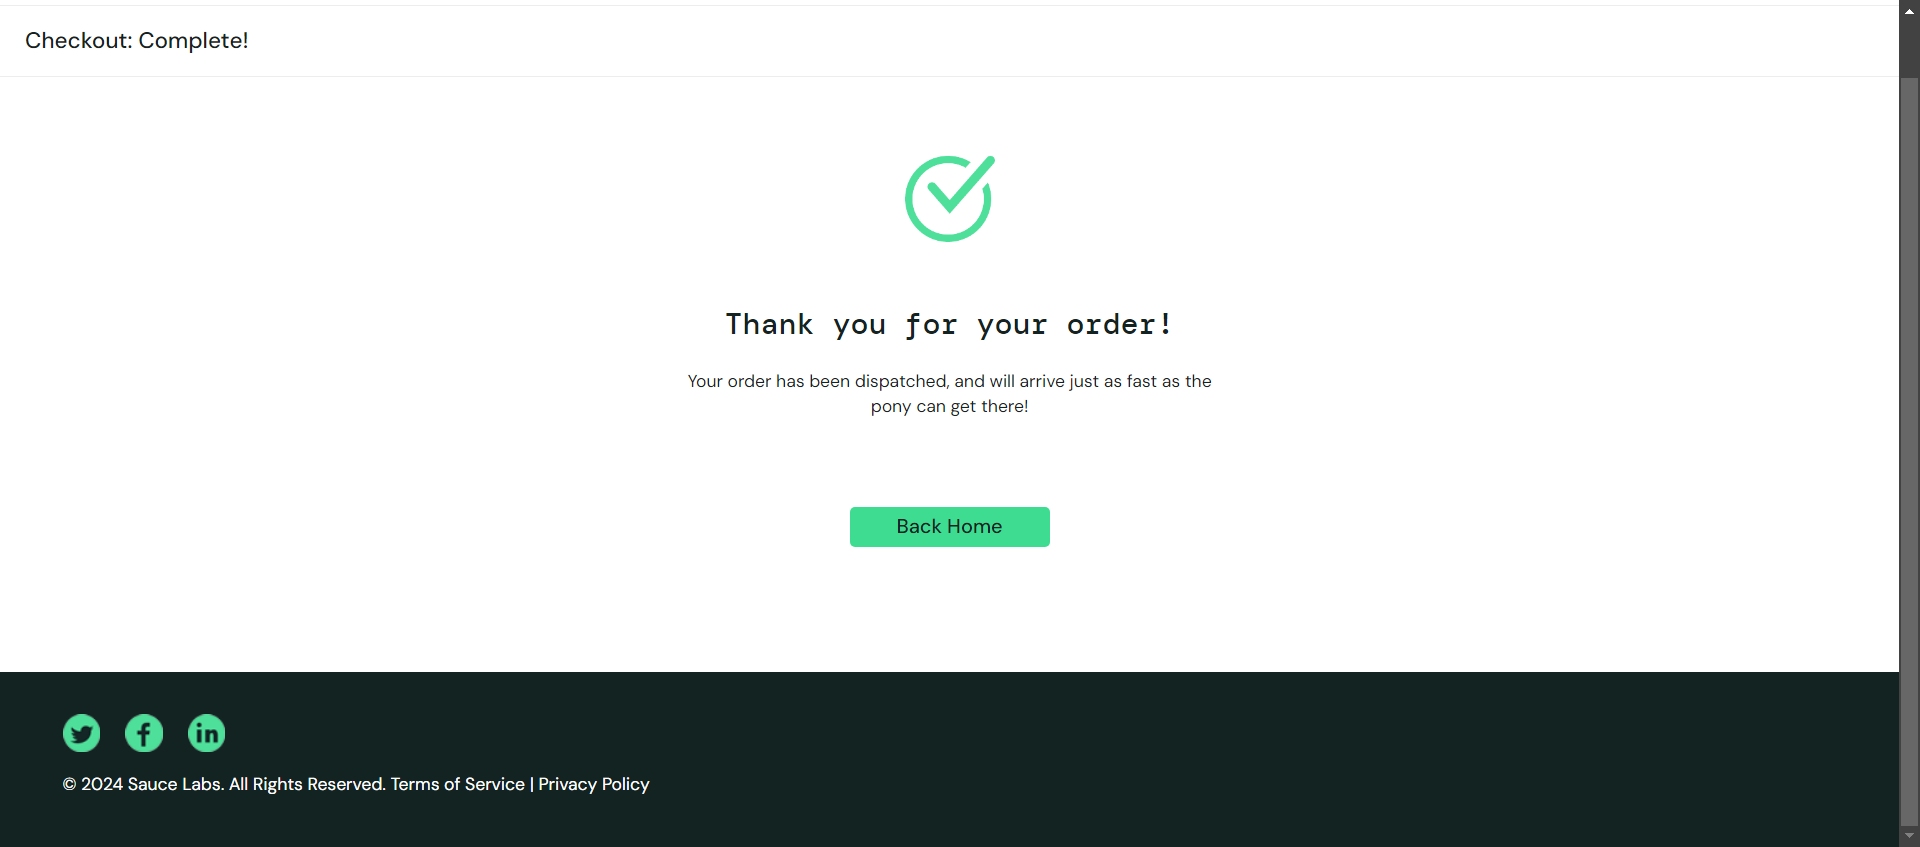 Checkout: Complete!
Thank you for your order!
Your order has been dispatched, and will arrive just as fast as the
pony can get there!
Back Home
© 2024 Sauce Labs. All Rights Reserved. Terms of Service | Privacy Policy